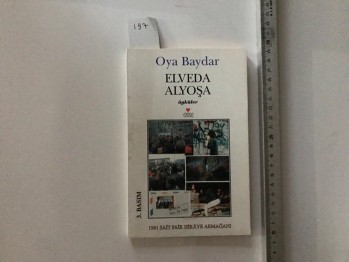 197
Oya Baydar
ELVEDA
ALYOŞA
öyküler
3. BASIM
1991 SAİT FAİK HİKÂYE ARMAĞANI